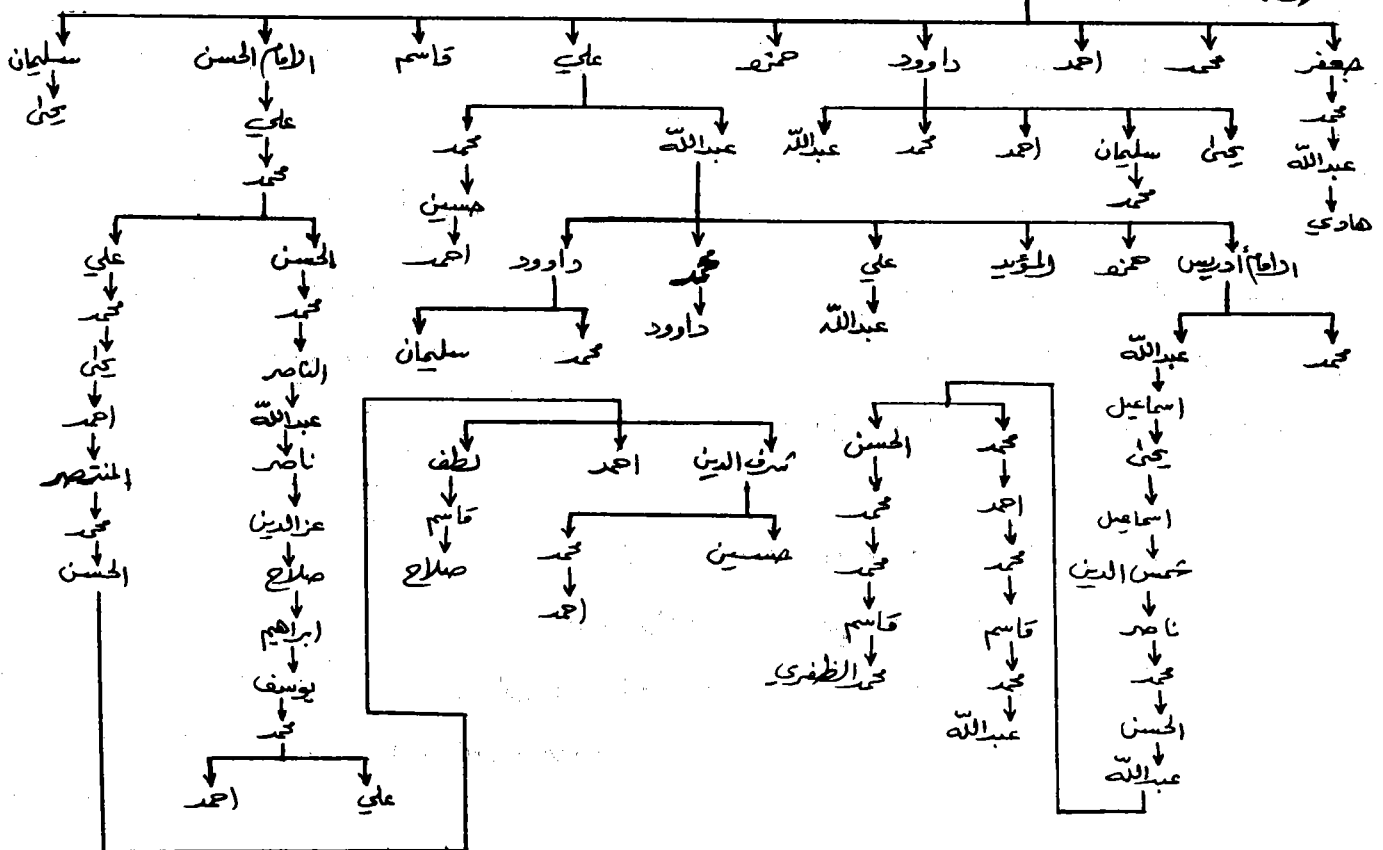 جعفر محمد احمد داوود حمزه علي قاسم الامام الحسن سليمان
محمد علي يحيى
يحيى سليمان احمد محمد عبدالله عبدالله محمد
عبدالله محمد
محمد حسين
هادي
الامام أدريس حمزه المؤيد علي محمد داوود احمد الحسن علي
عبدالله داوود محمد محمد
محمد عبدالله محمد سليمان الناصر يحيى
اسماعيل عبدالله احمد
محمد الحسن
يحيى شرف الدين احمد لطف ناصر المنتصر
احمد محمد
اسماعيل قاسم عز الدين محمد
حسين محمد
شمس الدين محمد محمد صلاح صلاح الحسن
احمد
ناصر قاسم قاسم ابراهيم
محمد محمد محمد الظفري يوسف
الحسن عبدالله محمد
عبدالله
علي احمد